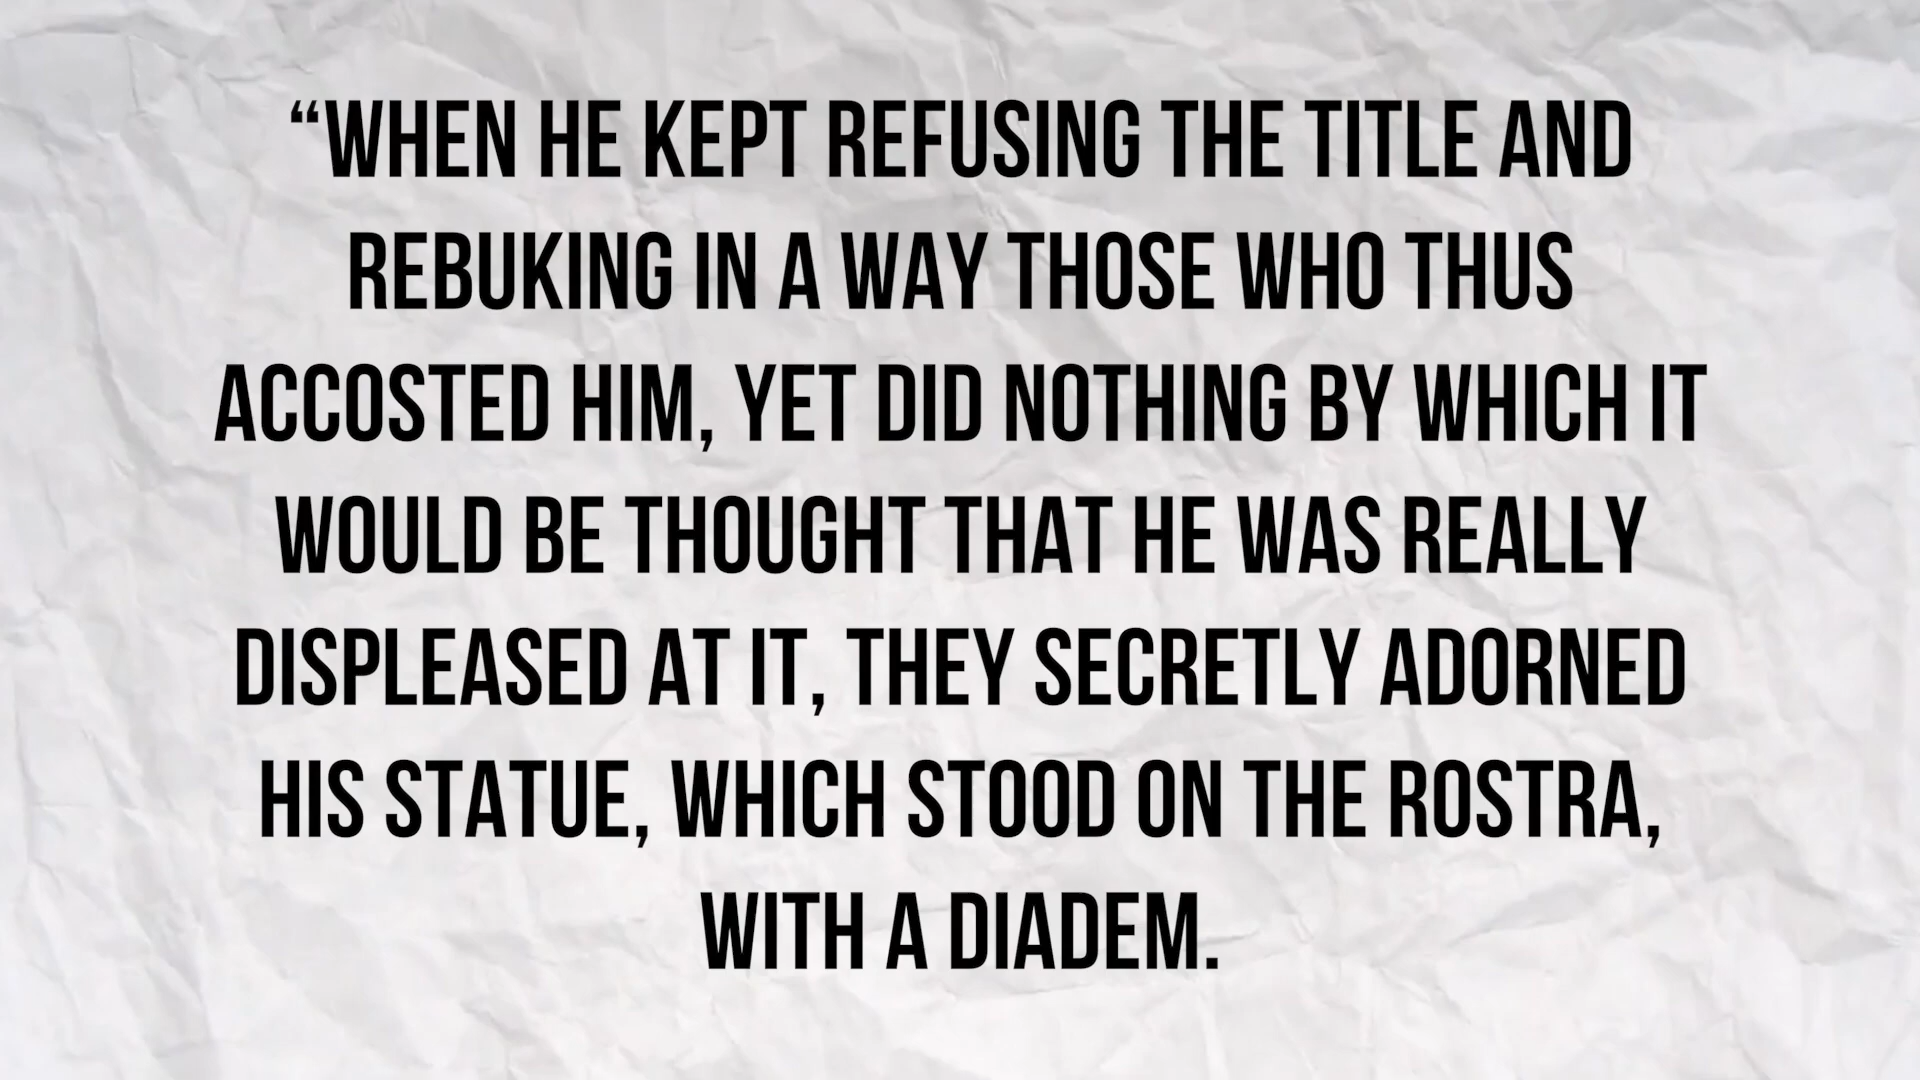 “WHEN HE KEPT REFUSING THE TITLE AND
REBUKING IN A WAY THOSE WHO THUS
ACCOSTED HIM, YET DID NOTHING BY WHICH IT
WOULD BE THOUGHT THAT HE WAS REALLY
DISPLEASED AT IT, THEY SECRETLY ADORNED
HIS STATUE, WHICH STOOD ON THE ROSTRA,
WITH A DIADEM.